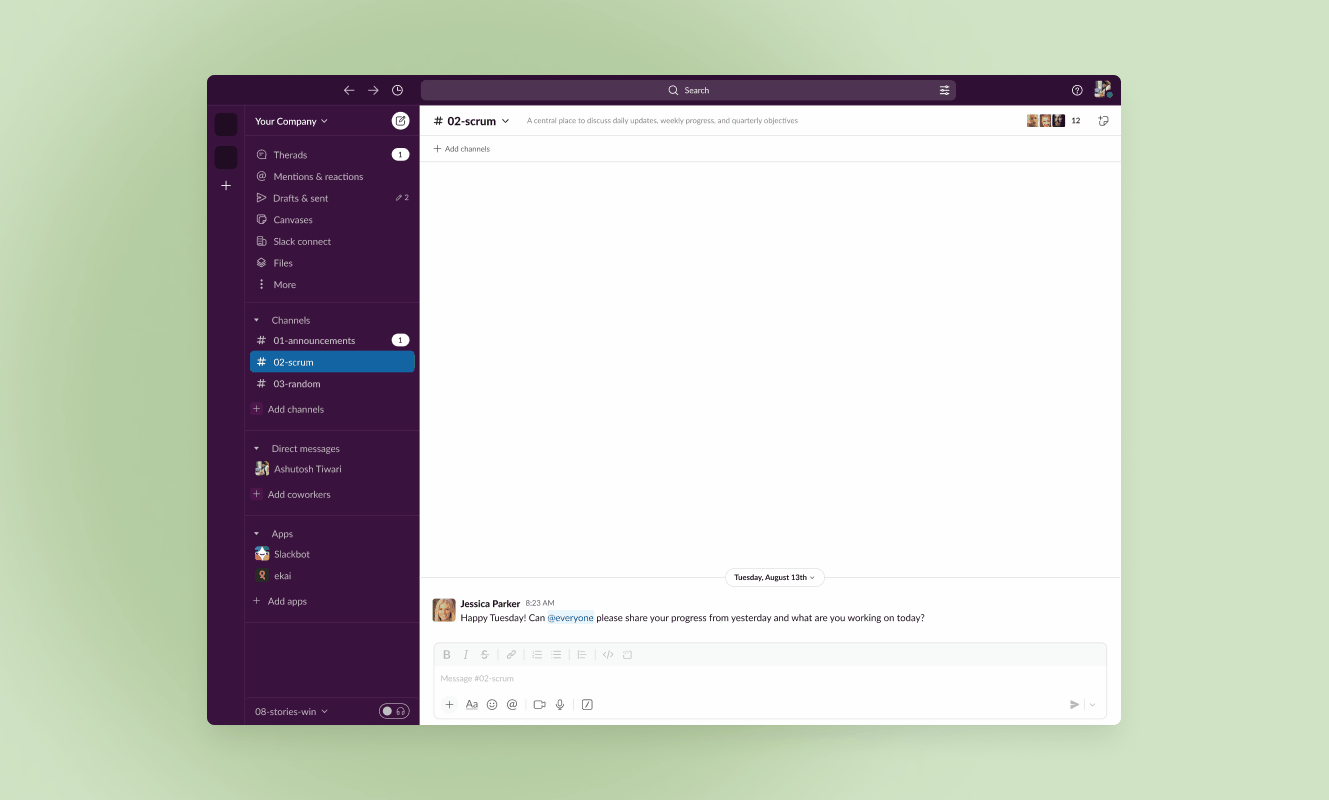 Search
Your Company
# 02-scrum
A central place to discuss daily updates, weekly progress, and quarterly objectives
12
+ Add channels
Therads 1
Mentions & reactions
Drafts & sent 2
Canvases
Slack connect
Files
More
Channels
# 01-announcements 1
# 02-scrum
# 03-random
+ Add channels
Direct messages
Ashutosh Tiwari
+ Add coworkers
Apps
Slackbot
ekai
+ Add apps
08-stories-win
Tuesday, August 13th
Jessica Parker 8:23 AM
Happy Tuesday! Can @everyone please share your progress from yesterday and what are you working on today?
B I S
Message #02-scrum
+ Aa @